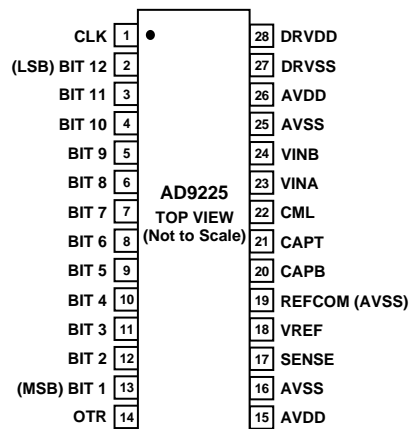 CLK 1 28 DRVDD
(LSB) BIT 12 2 27 DRVSS
BIT 11 3 26 AVDD
BIT 10 4 25 AVSS
BIT 9 5 24 VINB
BIT 8 6 23 VINA
AD9225
BIT 7 7 22 CML
TOP VIEW
(Not to Scale)
BIT 6 8 21 CAPT
BIT 5 9 20 CAPB
BIT 4 10 19 REFCOM (AVSS)
BIT 3 11 18 VREF
BIT 2 12 17 SENSE
(MSB) BIT 1 13 16 AVSS
OTR 14 15 AVDD